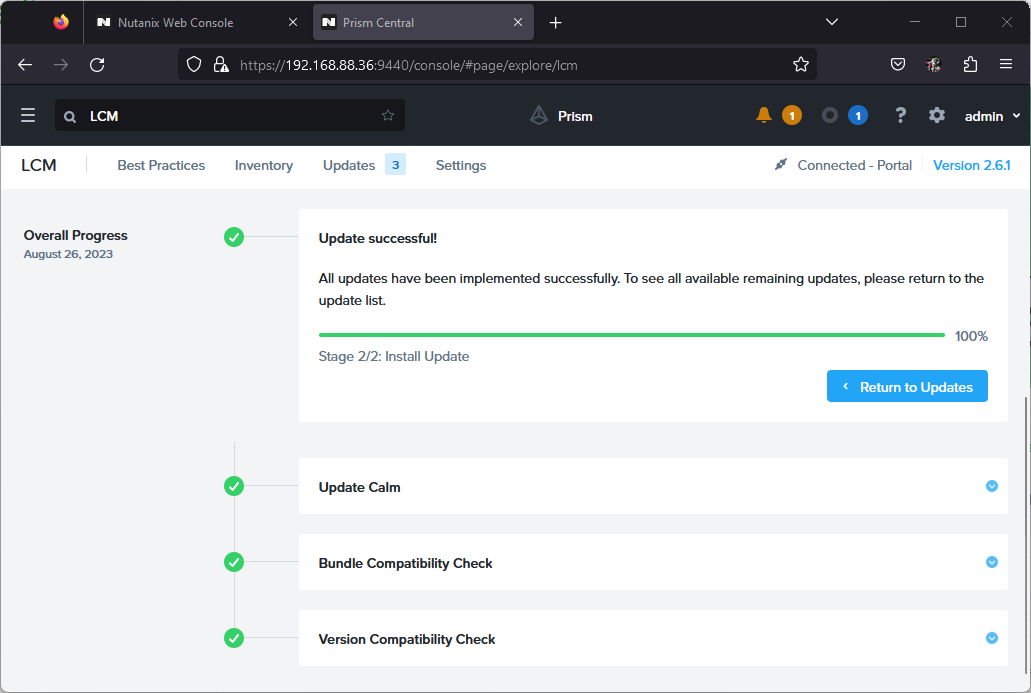 Nutanix Web Console
Prism Central
https://192.168.88.36:9440/console/#page/explore/lcm
LCM
Prism
1
1
?
admin
LCM
Best Practices
Inventory
Updates 3
Settings
Connected - Portal
Version 2.6.1
Overall Progress
August 26, 2023
Update successful!
All updates have been implemented successfully. To see all available remaining updates, please return to the
update list.
100%
Stage 2/2: Install Update
Return to Updates
Update Calm
Bundle Compatibility Check
Version Compatibility Check